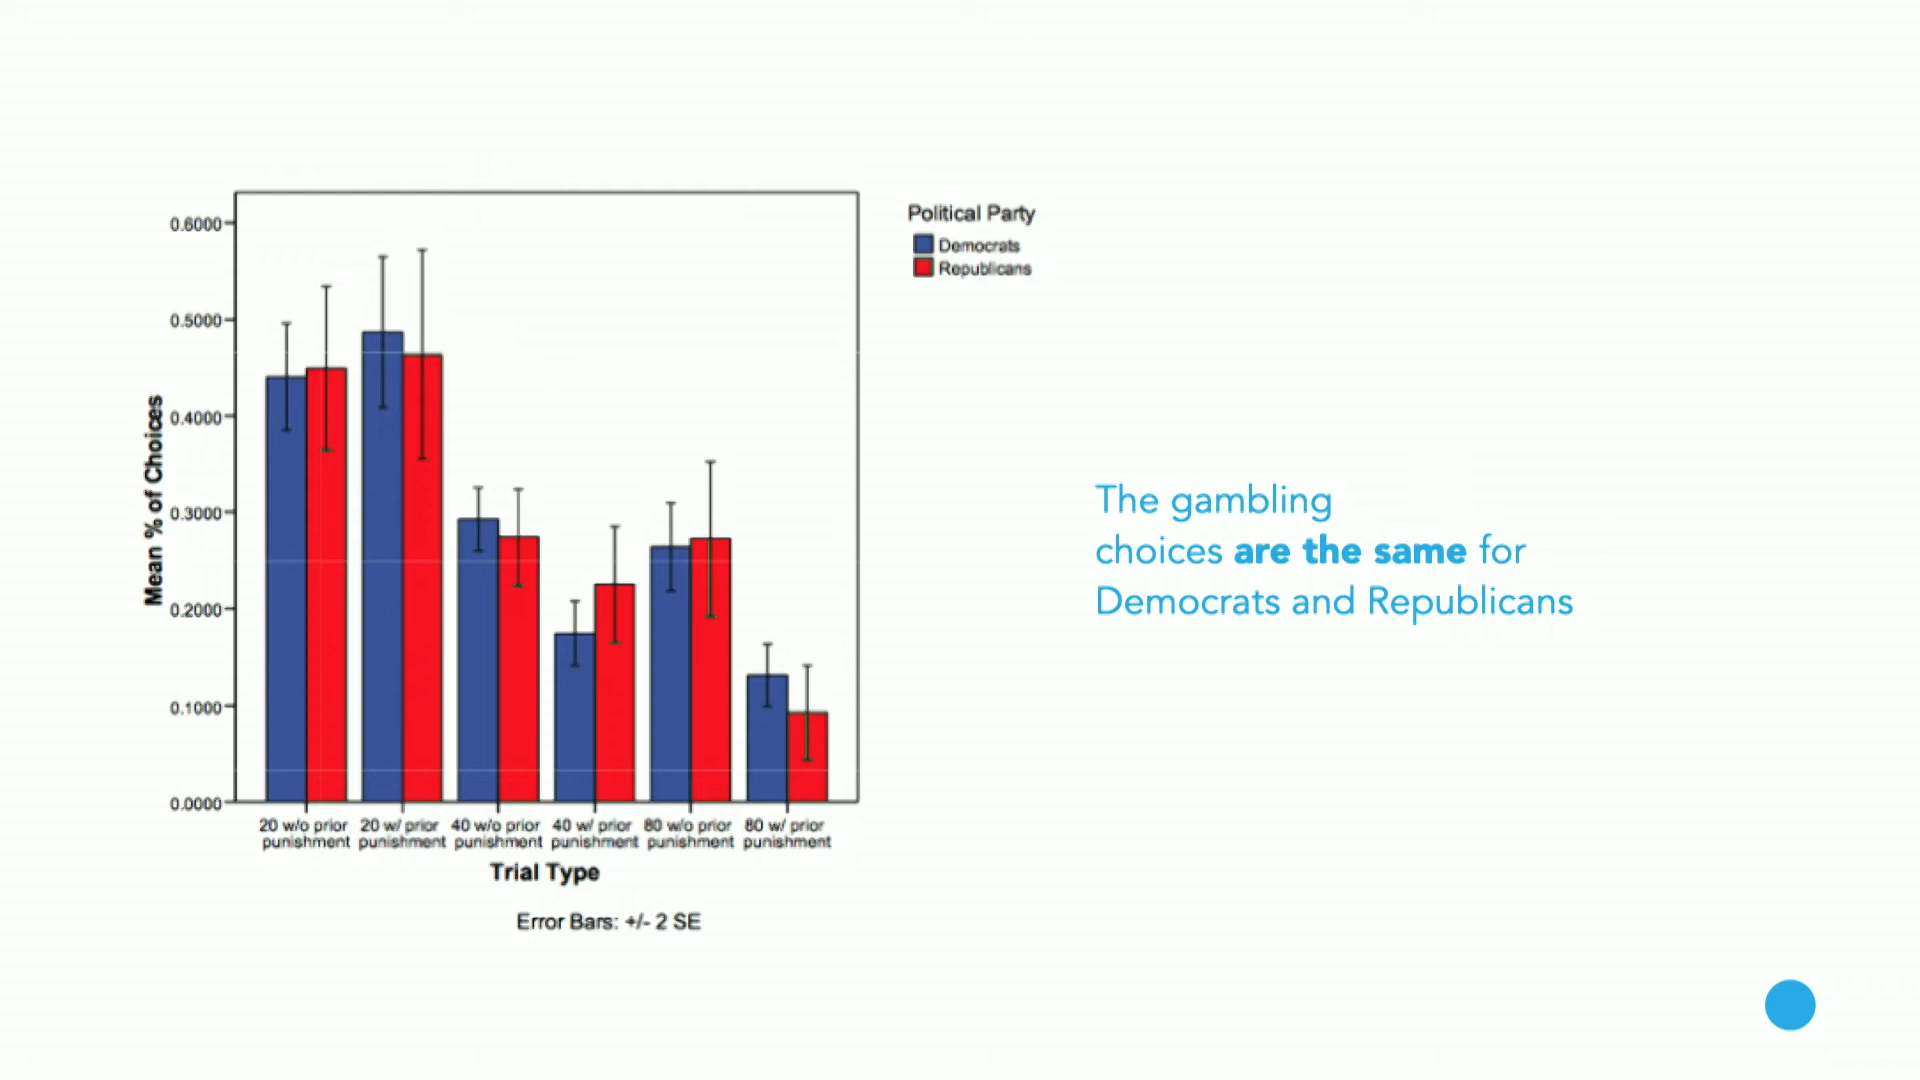 Political Party
Democrats
Republicans
0.6000
0.5000
0.4000
0.3000
0.2000
0.1000
0.0000
Mean % of Choices
20 w/o prior punishment
20 w/ prior punishment
40 w/o prior punishment
40 w/ prior punishment
80 w/o prior punishment
80 w/ prior punishment
Trial Type
Error Bars: +/- 2 SE
The gambling
choices are the same for
Democrats and Republicans